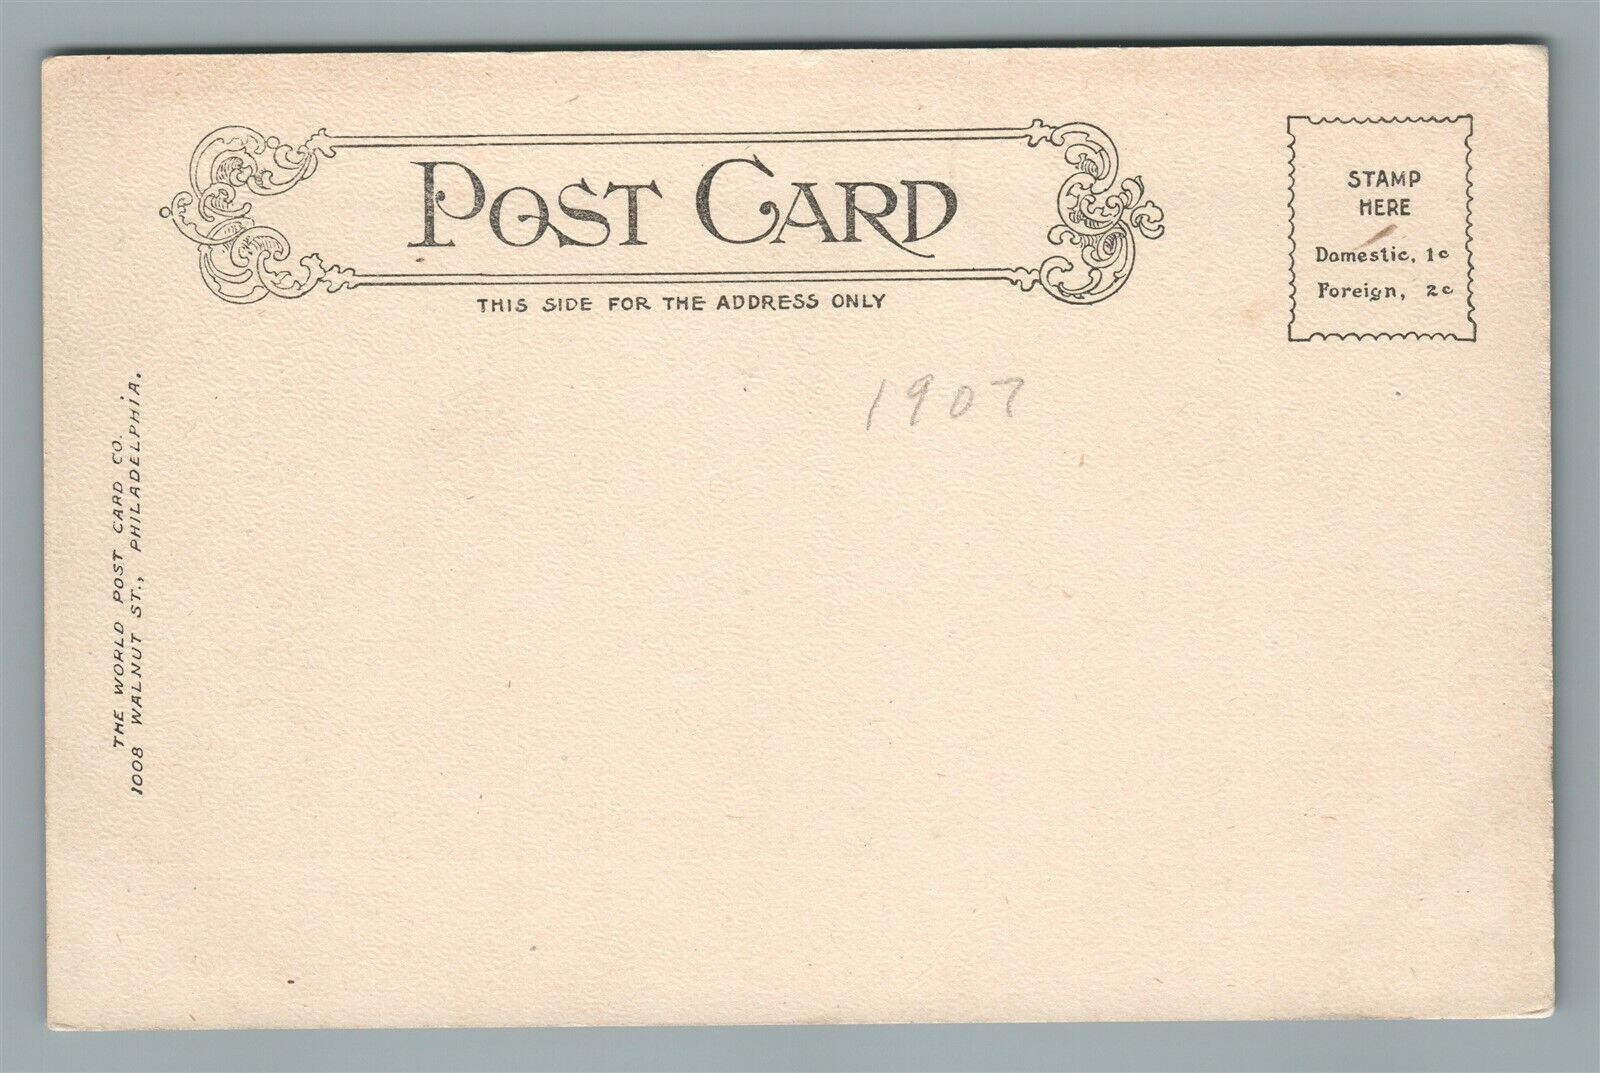 POST CARD
THIS SIDE FOR THE ADDRESS ONLY
STAMP
HERE
Domestic, 1c
Foreign, 2c
1907
THE WORLD POST CARD CO.
1008 WALNUT ST., PHILADELPHIA.